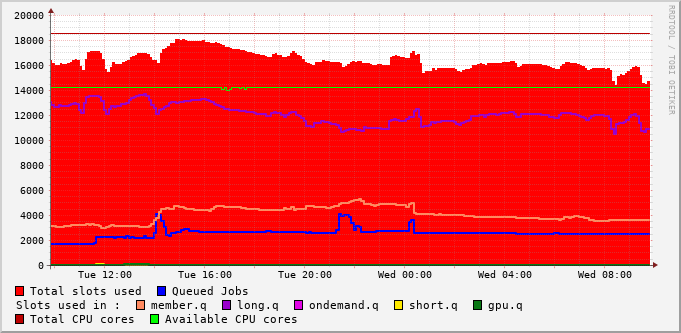 20000
18000
16000
14000
12000
10000
8000
6000
4000
2000
0
Tue 12:00 Tue 16:00 Tue 20:00 Wed 00:00 Wed 04:00 Wed 08:00
RRDTOOL / TOBI OETIKER
Total slots used Queued Jobs
Slots used in : member.q long.q ondemand.q short.q gpu.q
Total CPU cores Available CPU cores